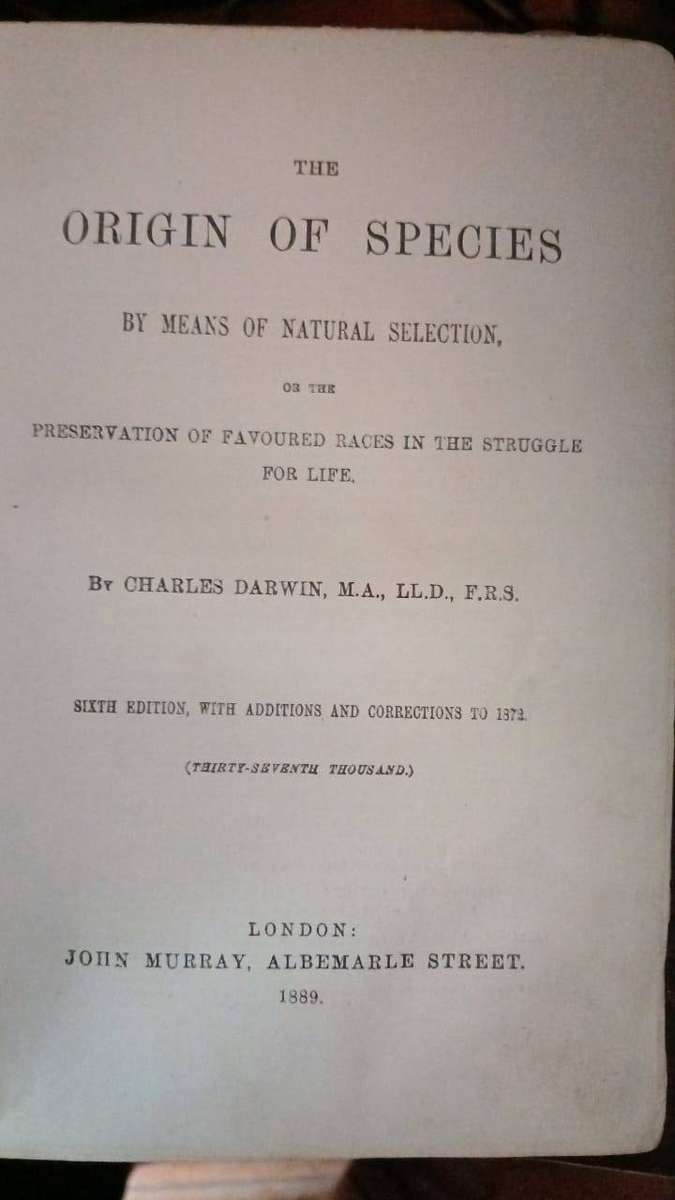 THE
ORIGIN OF SPECIES
BY MEANS OF NATURAL SELECTION,
OR THE
PRESERVATION OF FAVOURED RACES IN THE STRUGGLE
FOR LIFE.
BY CHARLES DARWIN, M.A., LL.D., F.R.S.
SIXTH EDITION, WITH ADDITIONS AND CORRECTIONS TO 1872.
(THIRTY-SEVENTH THOUSAND.)
LONDON:
JOHN MURRAY, ALBEMARLE STREET.
1889.